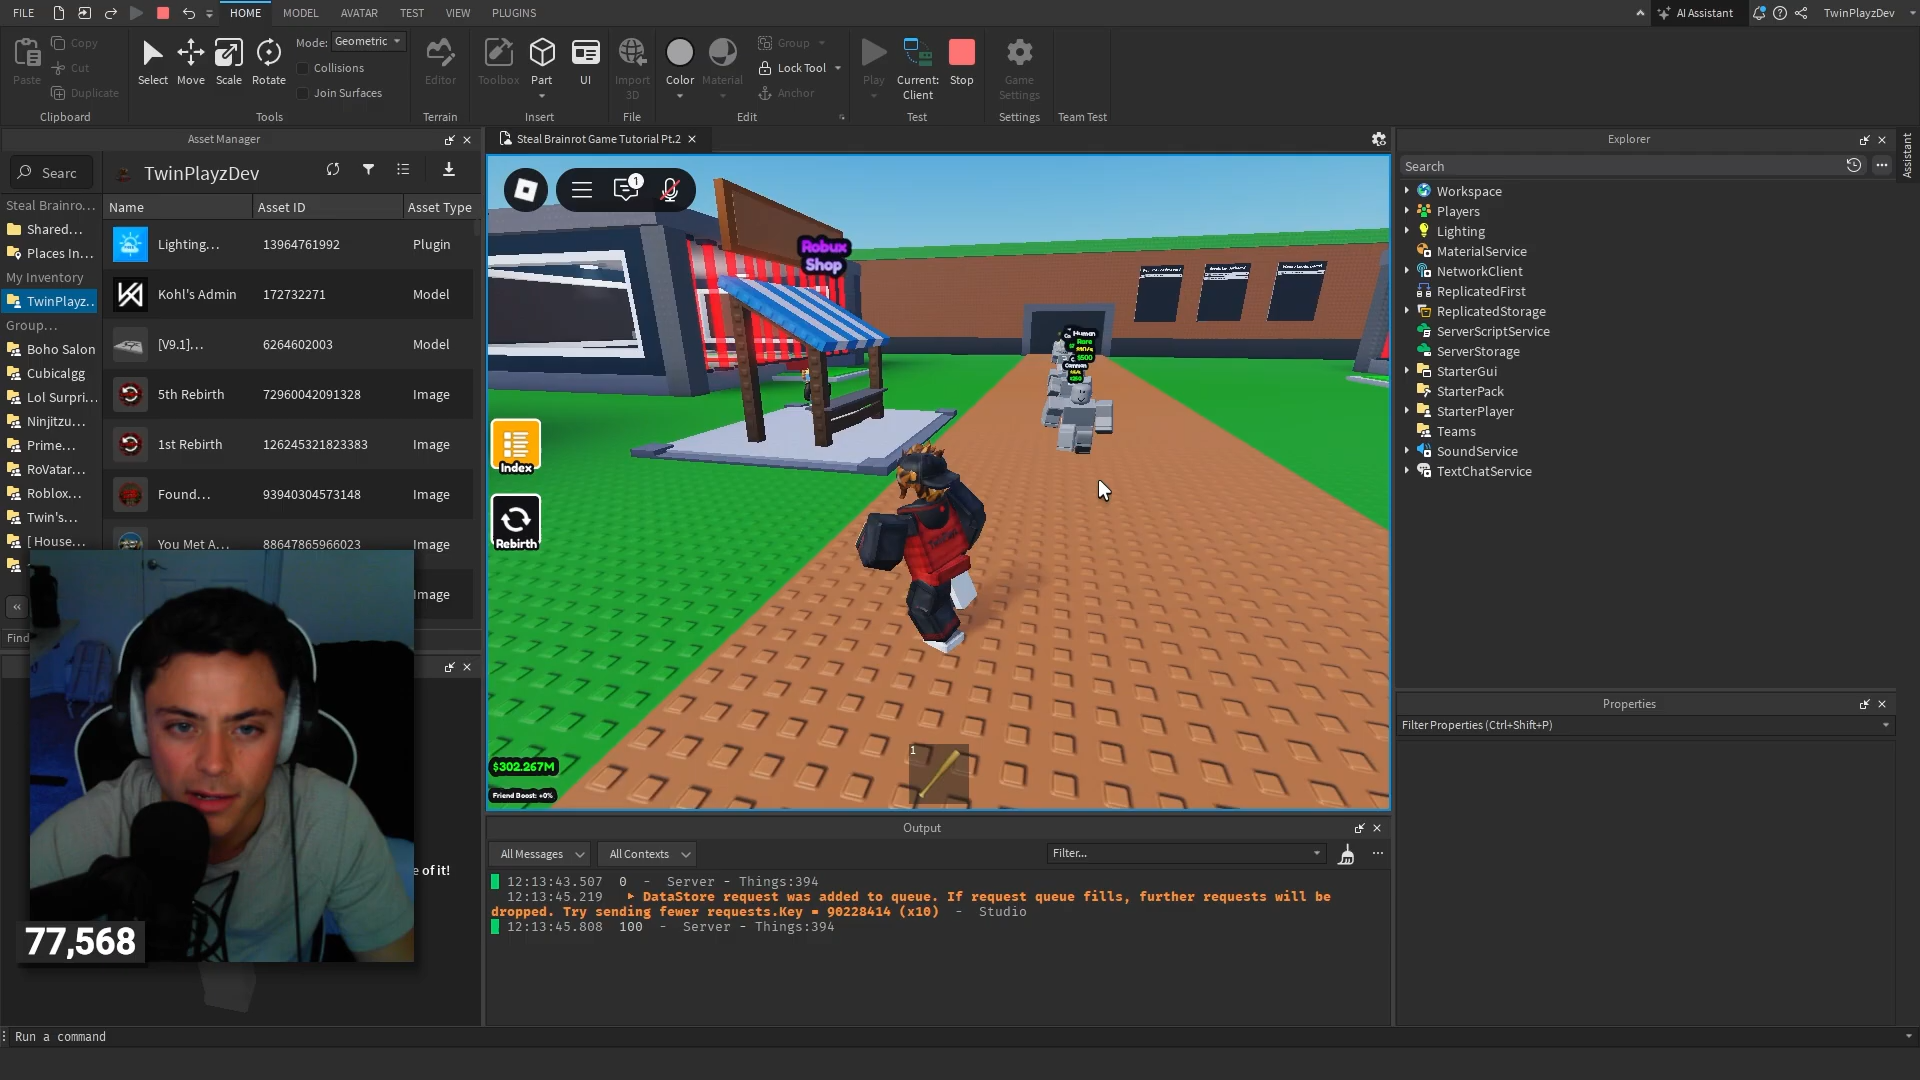 FILE
HOME
MODEL
AVATAR
TEST
VIEW
PLUGINS
AI Assistant
TwinPlayzDev
Paste
Copy
Cut
Duplicate
Clipboard
Select
Move
Scale
Rotate
Mode:
Geometric
Collisions
Join Surfaces
Tools
Editor
Terrain
Toolbox
Part
UI
Insert
Import
3D
File
Color
Material
Group
Lock Tool
Anchor
Edit
Play
Current:
Client
Stop
Test
Game
Settings
Settings
Team Test
Asset Manager
Searc
TwinPlayzDev
Steal Brainro...
Shared...
Places In...
My Inventory
TwinPlayz...
Group...
Boho Salon
Cubicalgg
Lol Surpri...
Ninjitzu...
Prime...
RoVatar...
Roblox...
Twin's...
[ House...
Find
Name
Asset ID
Asset Type
Lighting...
13964761992
Plugin
Kohl's Admin
172732271
Model
[V9.1]...
6264602003
Model
5th Rebirth
72960042091328
Image
1st Rebirth
126245321823383
Image
Found...
93940304573148
Image
You Met A...
88647865966023
Image
Image
e of it!
77,568
Steal Brainrot Game Tutorial Pt.2
1
Robux
Shop
Human
Rare
$500
Index
Rebirth
$302.267M
Friend Boost: +0%
1
Output
All Messages
All Contexts
Filter...
12:13:43.507 0 - Server - Things:394
12:13:45.219 DataStore request was added to queue. If request queue fills, further requests will be
dropped. Try sending fewer requests.Key = 90228414 (x10) - Studio
12:13:45.808 100 - Server - Things:394
Explorer
Search
Workspace
Players
Lighting
MaterialService
NetworkClient
ReplicatedFirst
ReplicatedStorage
ServerScriptService
ServerStorage
StarterGui
StarterPack
StarterPlayer
Teams
SoundService
TextChatService
Assistant
Properties
Filter Properties (Ctrl+Shift+P)
Run a command